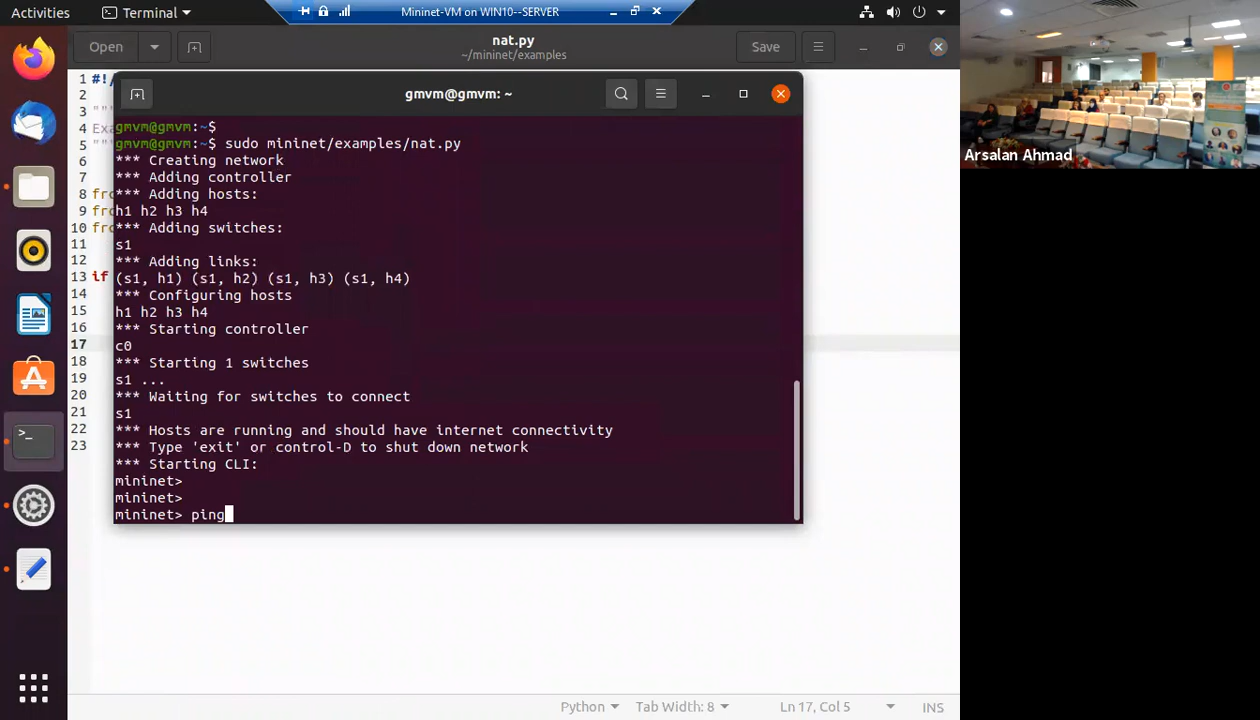 Activities
Terminal
Mininet-VM on WIN10--SERVER
Open
nat.py
~/mininet/examples
Save
1 #!/
2
3 """
4 Exa
5 """
6
7
8 fro
9 fro
10 fro
11
12
13 if
14
15
16
17
18
19
20
21
22
23
gmvm@gmvm: ~
gmvm@gmvm:~$
gmvm@gmvm:~$ sudo mininet/examples/nat.py
*** Creating network
*** Adding controller
*** Adding hosts:
h1 h2 h3 h4
*** Adding switches:
s1
*** Adding links:
(s1, h1) (s1, h2) (s1, h3) (s1, h4)
*** Configuring hosts
h1 h2 h3 h4
*** Starting controller
c0
*** Starting 1 switches
s1 ...
*** Waiting for switches to connect
s1
*** Hosts are running and should have internet connectivity
*** Type 'exit' or control-D to shut down network
*** Starting CLI:
mininet>
mininet>
mininet> ping
Python
Tab Width: 8
Ln 17, Col 5
INS
Arsalan Ahmad